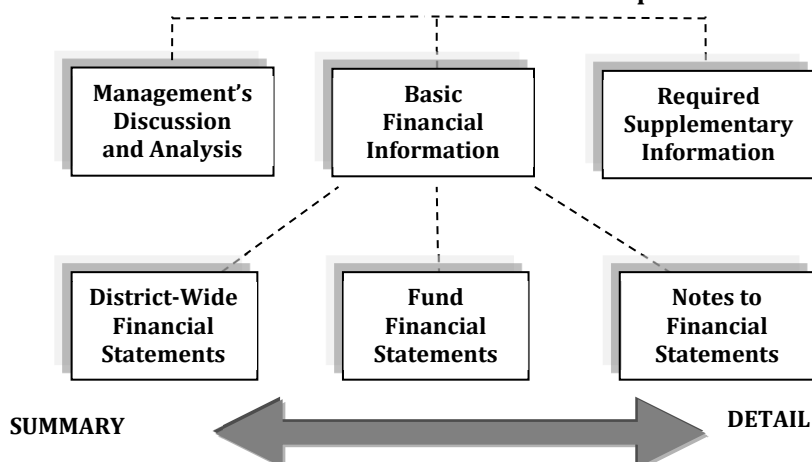 Management's
Discussion
and Analysis
Basic
Financial
Information
Required
Supplementary
Information
District-Wide
Financial
Statements
Fund
Financial
Statements
Notes to
Financial
Statements
SUMMARY
DETAIL